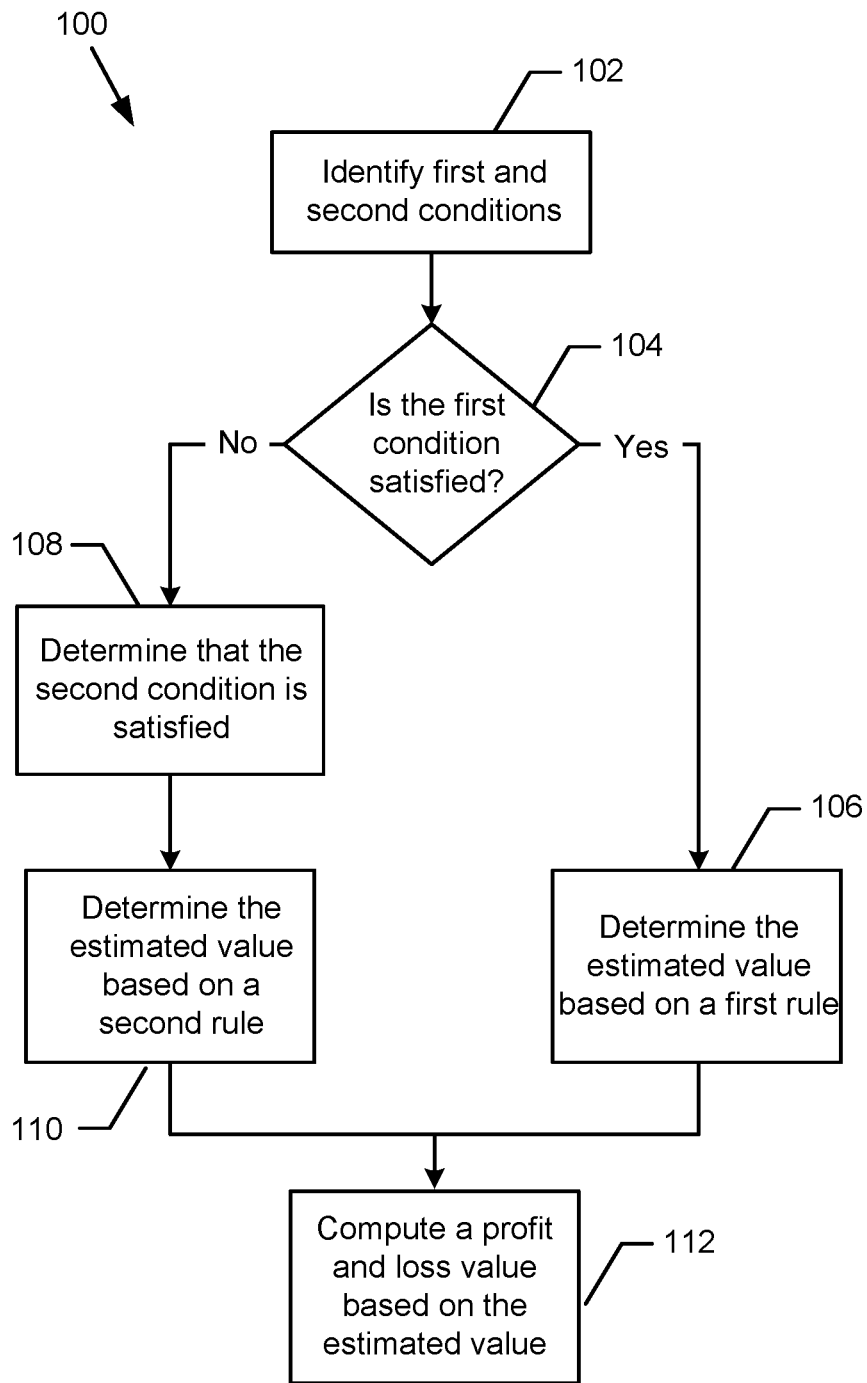 100
102
Identify first and
second conditions
104
Is the first
condition
satisfied?
No
Yes
108
Determine that the
second condition is
satisfied
106
Determine the
estimated value
based on a
second rule
Determine the
estimated value
based on a first rule
110
Compute a profit
and loss value
based on the
estimated value
112